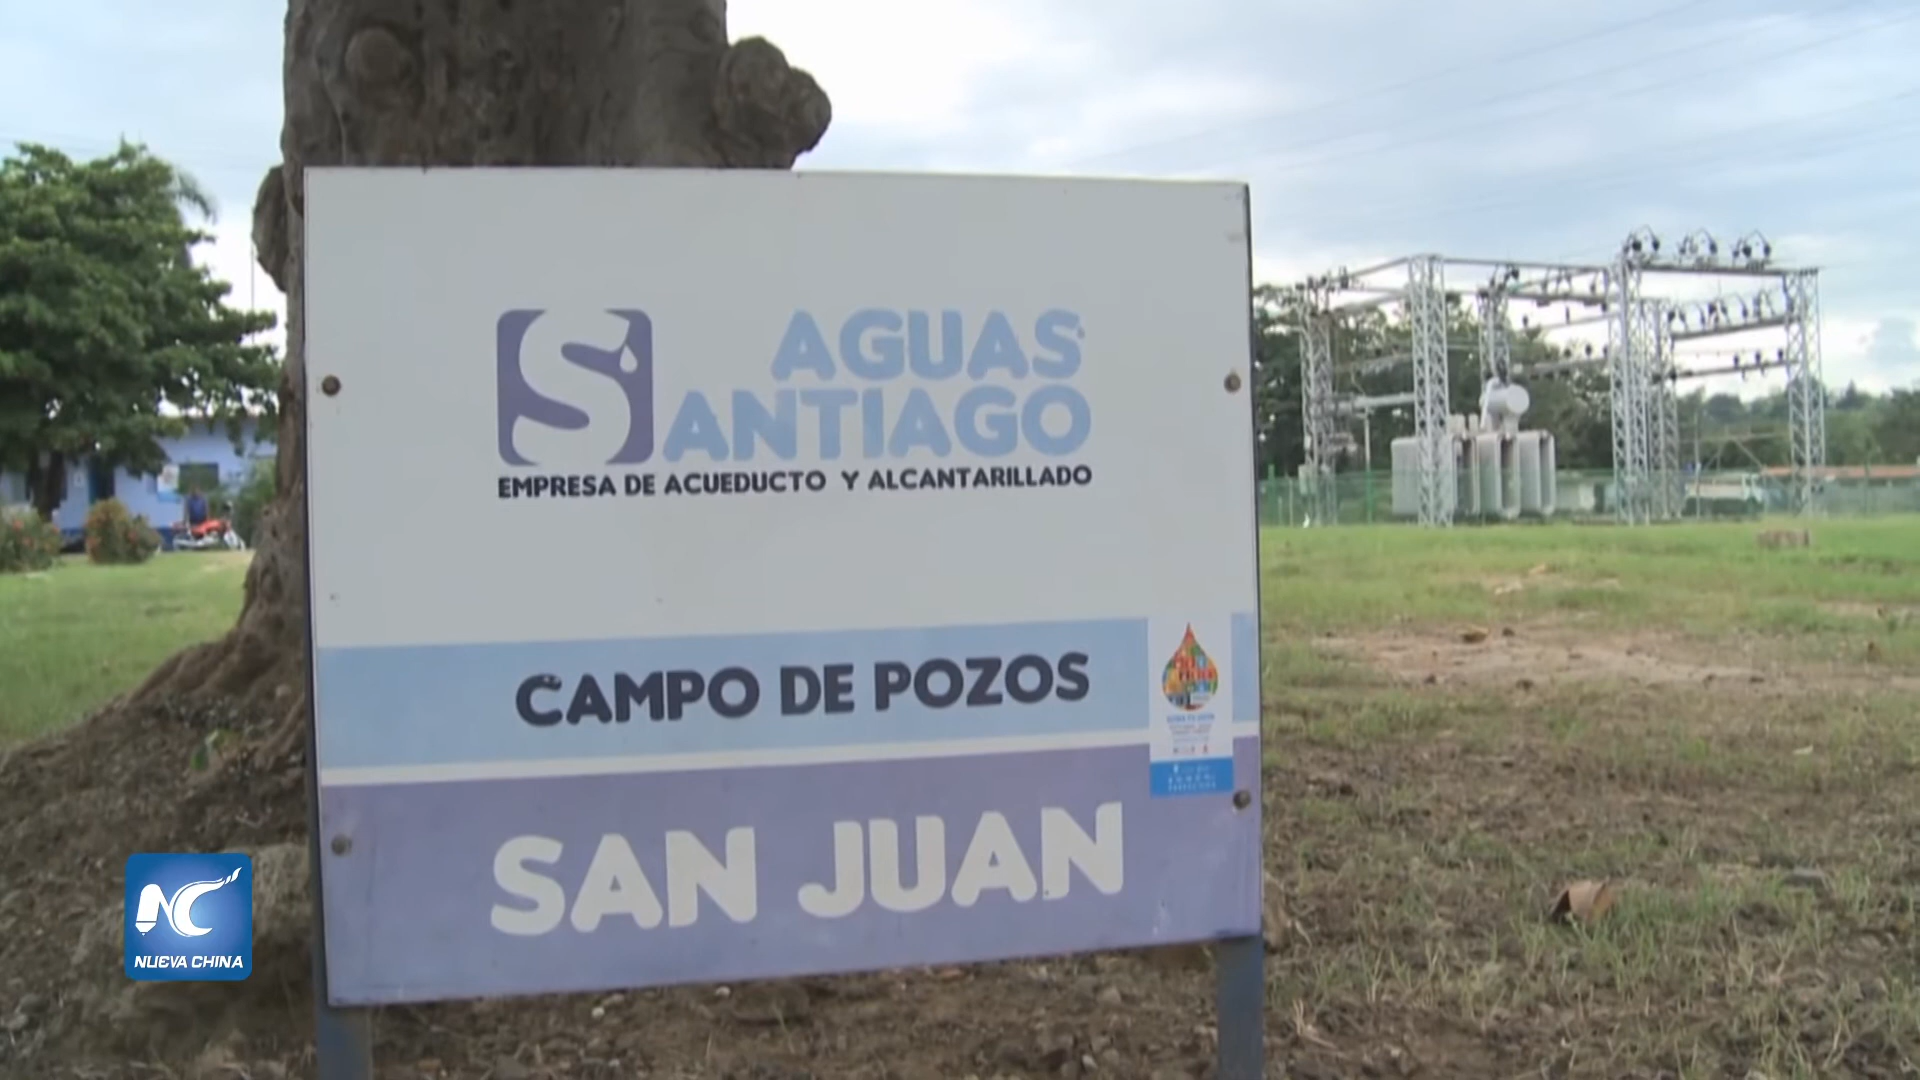 AGUAS
SANTIAGO
EMPRESA DE ACUEDUCTO Y ALCANTARILLADO
CAMPO DE POZOS
SAN JUAN
NUEVA CHINA